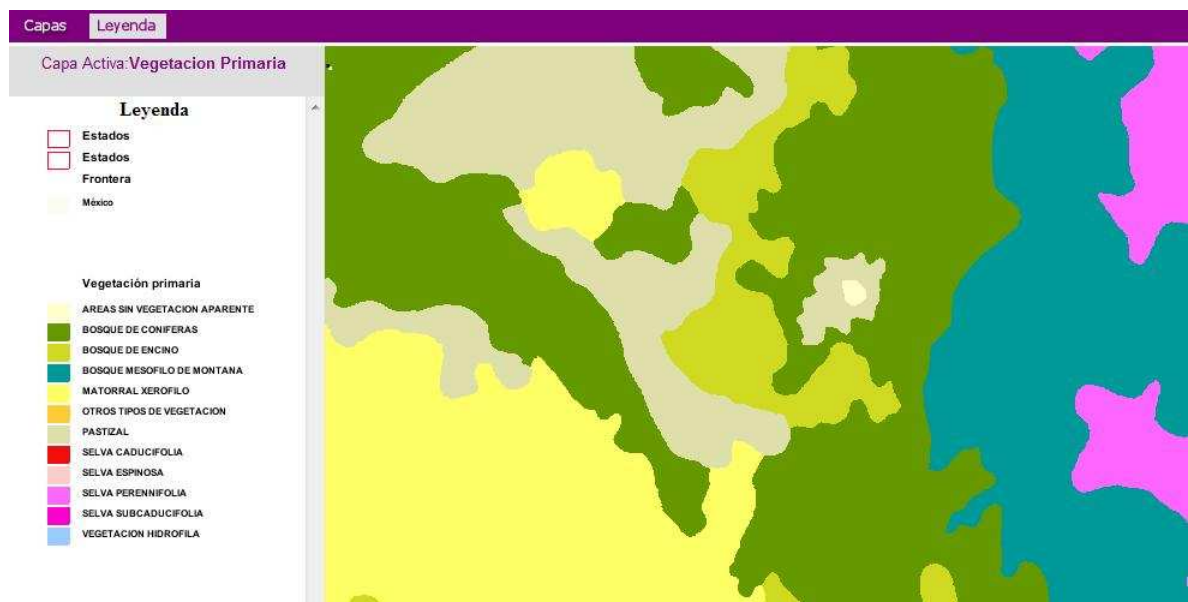 Capas Leyenda
Capa Activa:Vegetacion Primaria
Leyenda
Estados
Estados
Frontera
México
Vegetación primaria
AREAS SIN VEGETACION APARENTE
BOSQUE DE CONIFERAS
BOSQUE DE ENCINO
BOSQUE MESOFILO DE MONTANA
MATORRAL XEROFILO
OTROS TIPOS DE VEGETACION
PASTIZAL
SELVA CADUCIFOLIA
SELVA ESPINOSA
SELVA PERENNIFOLIA
SELVA SUBCADUCIFOLIA
VEGETACION HIDROFILA